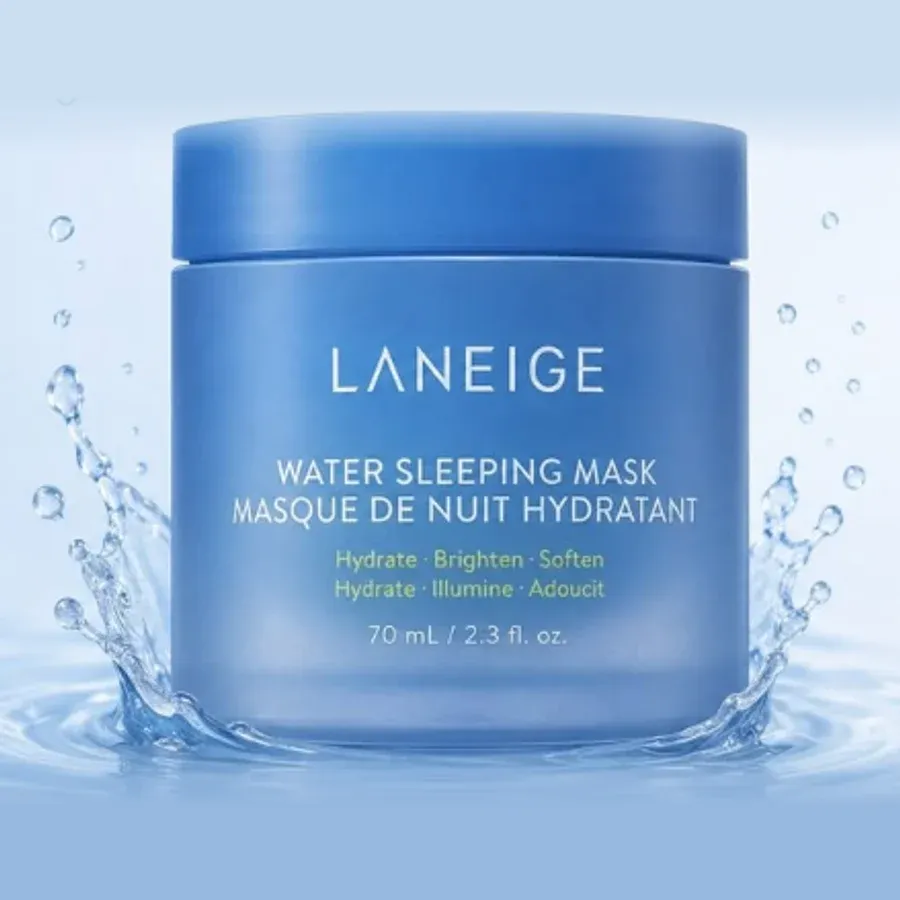 LANEIGE
WATER SLEEPING MASK
MASQUE DE NUIT HYDRATANT
Hydrate · Brighten · Soften
Hydrate · Illumine · Adoucit
70 mL / 2.3 fl. oz.